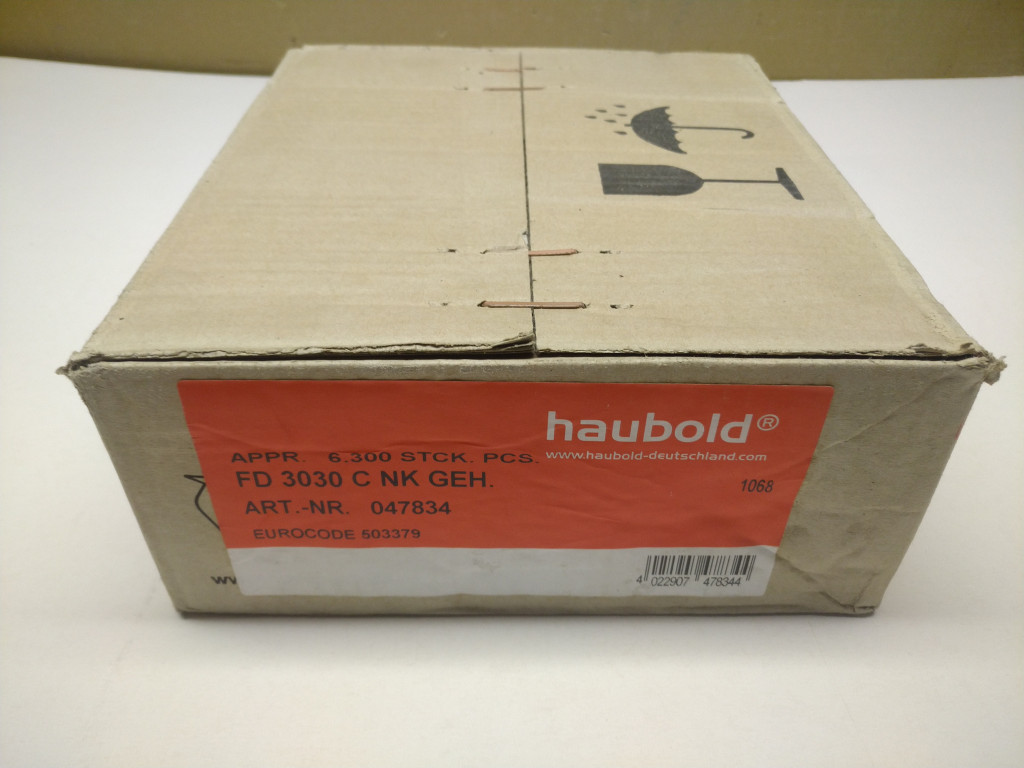 haubold®
www.haubold-deutschland.com
APPR. 6.300 STCK. PCS.
FD 3030 C NK GEH.
1068
ART.-NR. 047834
EUROCODE 503379
4 022907 478344